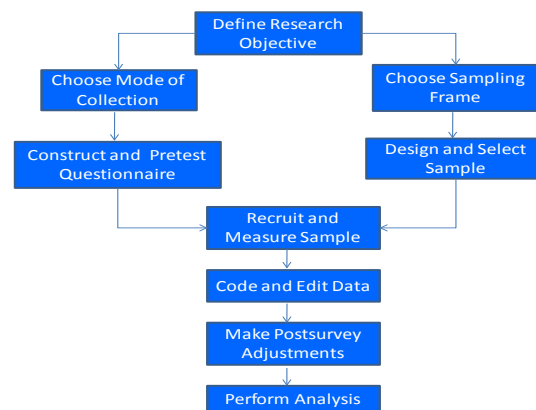 Define Research
Objective
Choose Mode of
Collection
Choose Sampling
Frame
Construct and Pretest
Questionnaire
Design and Select
Sample
Recruit and
Measure Sample
Code and Edit Data
Make Postsurvey
Adjustments
Perform Analysis